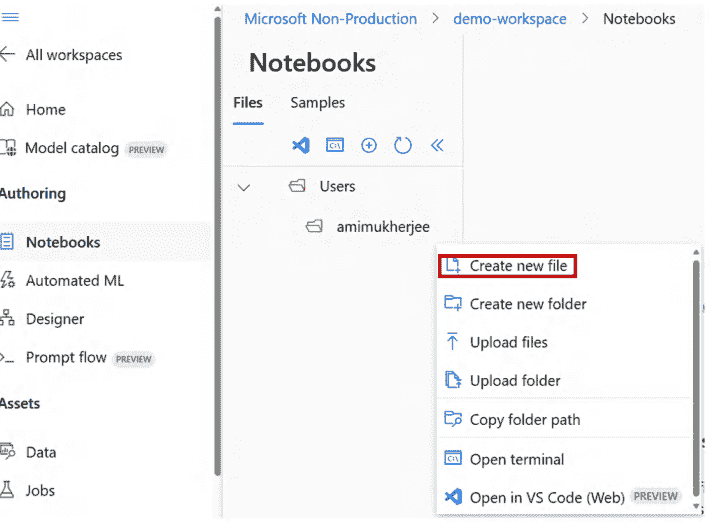 All workspaces
Home
Model catalog PREVIEW
Authoring
Notebooks
Automated ML
Designer
Prompt flow PREVIEW
Assets
Data
Jobs
Microsoft Non-Production > demo-workspace > Notebooks
Notebooks
Files Samples
Users
amimukherjee
Create new file
Create new folder
Upload files
Upload folder
Copy folder path
Open terminal
Open in VS Code (Web) PREVIEW